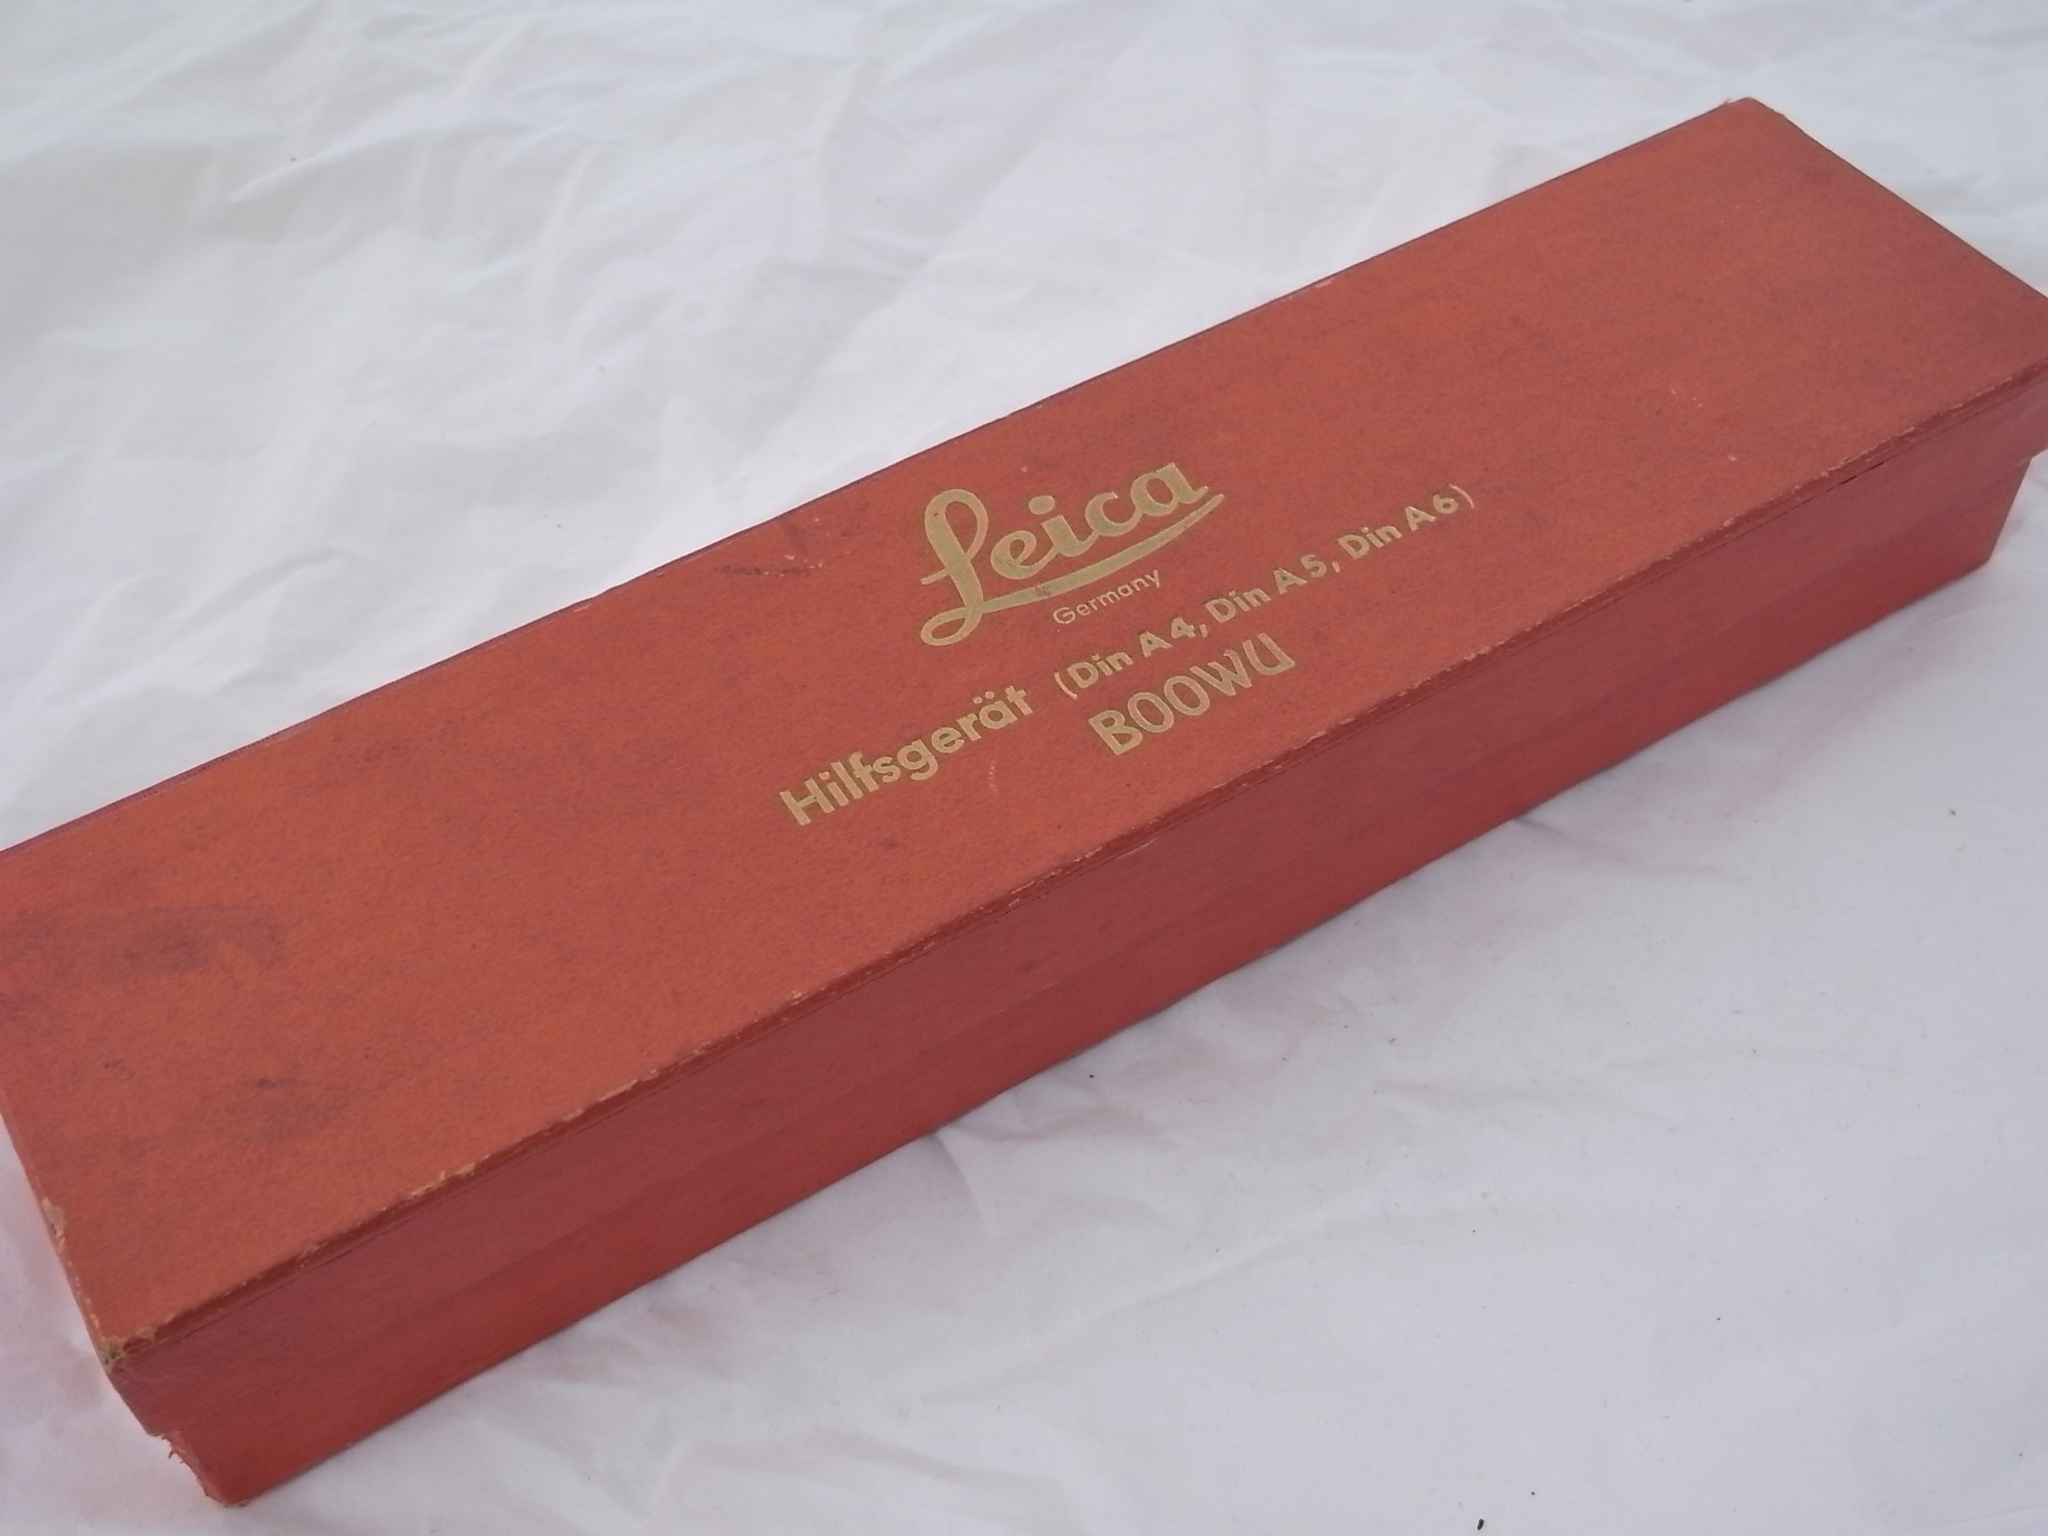 Leica
Germany
Hilfsgerät (Din A4, Din A5, Din A6)
BOOWU